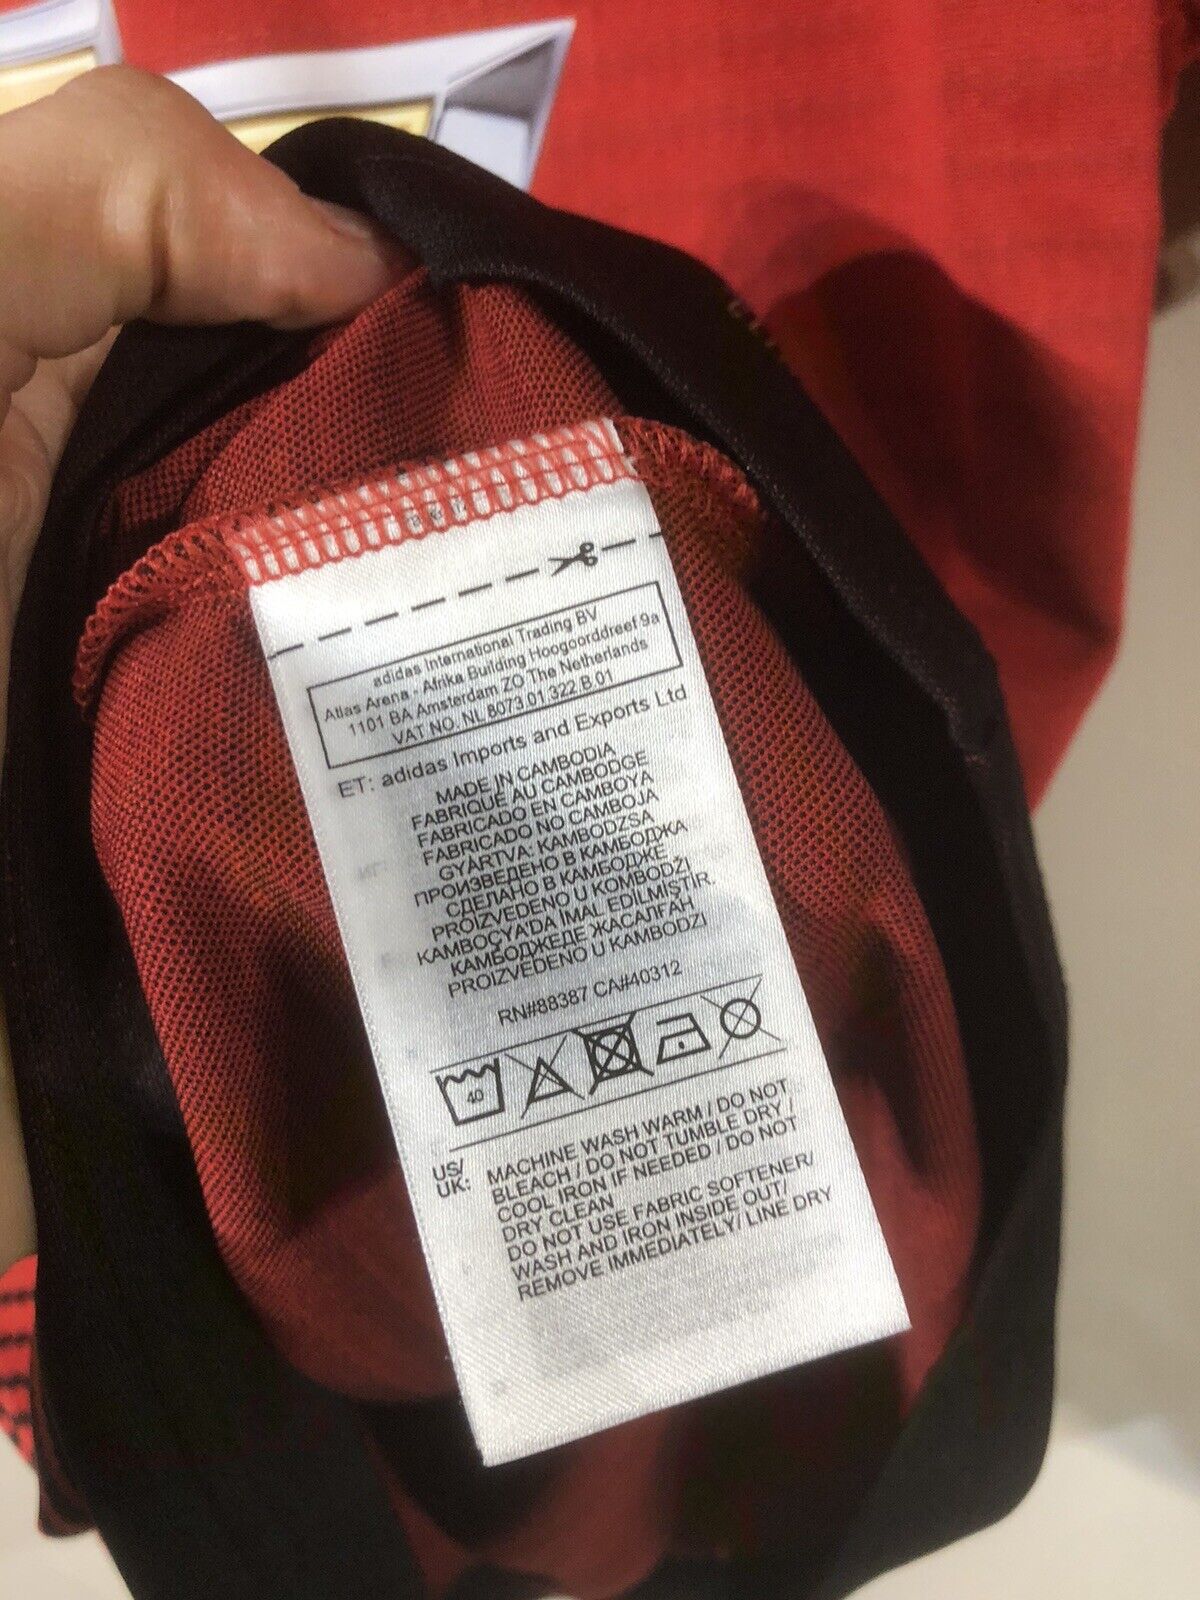 adidas International Trading BV
Atlas Arena - Afrika Building Hoogoorddreef 9a
1101 BA Amsterdam ZO The Netherlands
VAT NO. NL 8073.01.322 B.01
ET: adidas Imports and Exports Ltd
MADE IN CAMBODIA
FABRIQUÉ AU CAMBODGE
FABRICADO EN CAMBOYA
FABRICADO NO CAMBOJA
GYÁRTVA: KAMBODZSA
ПРОИЗВЕДЕНО В КАМБОДЖА
СДЕЛАНО В КАМБОДЖЕ
PROIZVEDENO U KOMBODŽI
KAMBOÇYA'DA İMAL EDİLMİŞTİR.
КАМБОДЖЕДЕ ЖАСАЛҒАН
PROIZVEDENO U KAMBODZI
RN#88387 CA#40312
40
US/UK: MACHINE WASH WARM / DO NOT
BLEACH / DO NOT TUMBLE DRY /
COOL IRON IF NEEDED / DO NOT
DRY CLEAN
DO NOT USE FABRIC SOFTENER/
WASH AND IRON INSIDE OUT/
REMOVE IMMEDIATELY/ LINE DRY